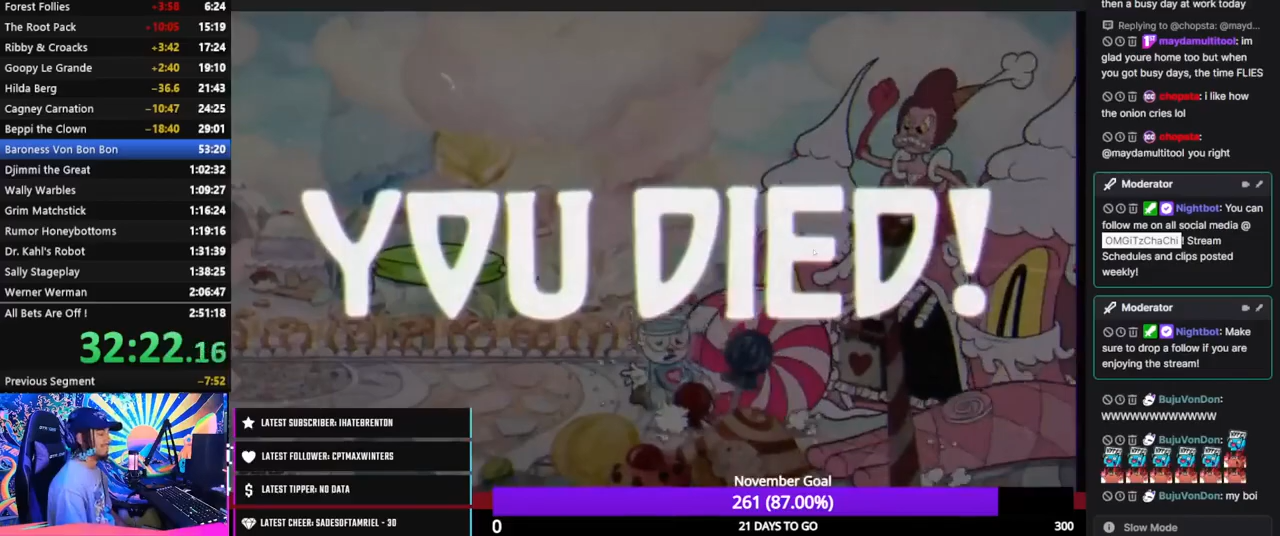 Forest Follies +3:58 6:24
The Root Pack +10:05 15:19
Ribby & Croacks +3:42 17:24
Goopy Le Grande +2:40 19:10
Hilda Berg −36.6 21:43
Cagney Carnation −10:47 24:25
Beppi the Clown −18:40 29:01
Baroness Von Bon Bon 53:20
Djimmi the Great 1:02:32
Wally Warbles 1:09:27
Grim Matchstick 1:16:24
Rumor Honeybottoms 1:19:16
Dr. Kahl's Robot 1:31:39
Sally Stageplay 1:38:25
Werner Werman 2:06:47
All Bets Are Off ! 2:51:18
32:22.16
Previous Segment −7:52
YOU DIED!
LATEST SUBSCRIBER: IHATEBRENTON
LATEST FOLLOWER: CPTMAXWINTERS
LATEST TIPPER: NO DATA
LATEST CHEER: SADESOFTAMRIEL - 30
November Goal
261 (87.00%)
0 21 DAYS TO GO 300
then a busy day at work today
Replying to @chopsta: @mayd...
maydamultitool: im
glad youre home too but when
you got busy days, the time FLIES
chopsta: i like how
the onion cries lol
chopsta:
@maydamultitool you right
Moderator
Nightbot: You can
follow me on all social media @
OMGiTzChaChi! Stream
Schedules and clips posted
weekly!
Moderator
Nightbot: Make
sure to drop a follow if you are
enjoying the stream!
BujuVonDon:
WWWWWWWWWWWW
BujuVonDon:
BujuVonDon: my boi
Slow Mode